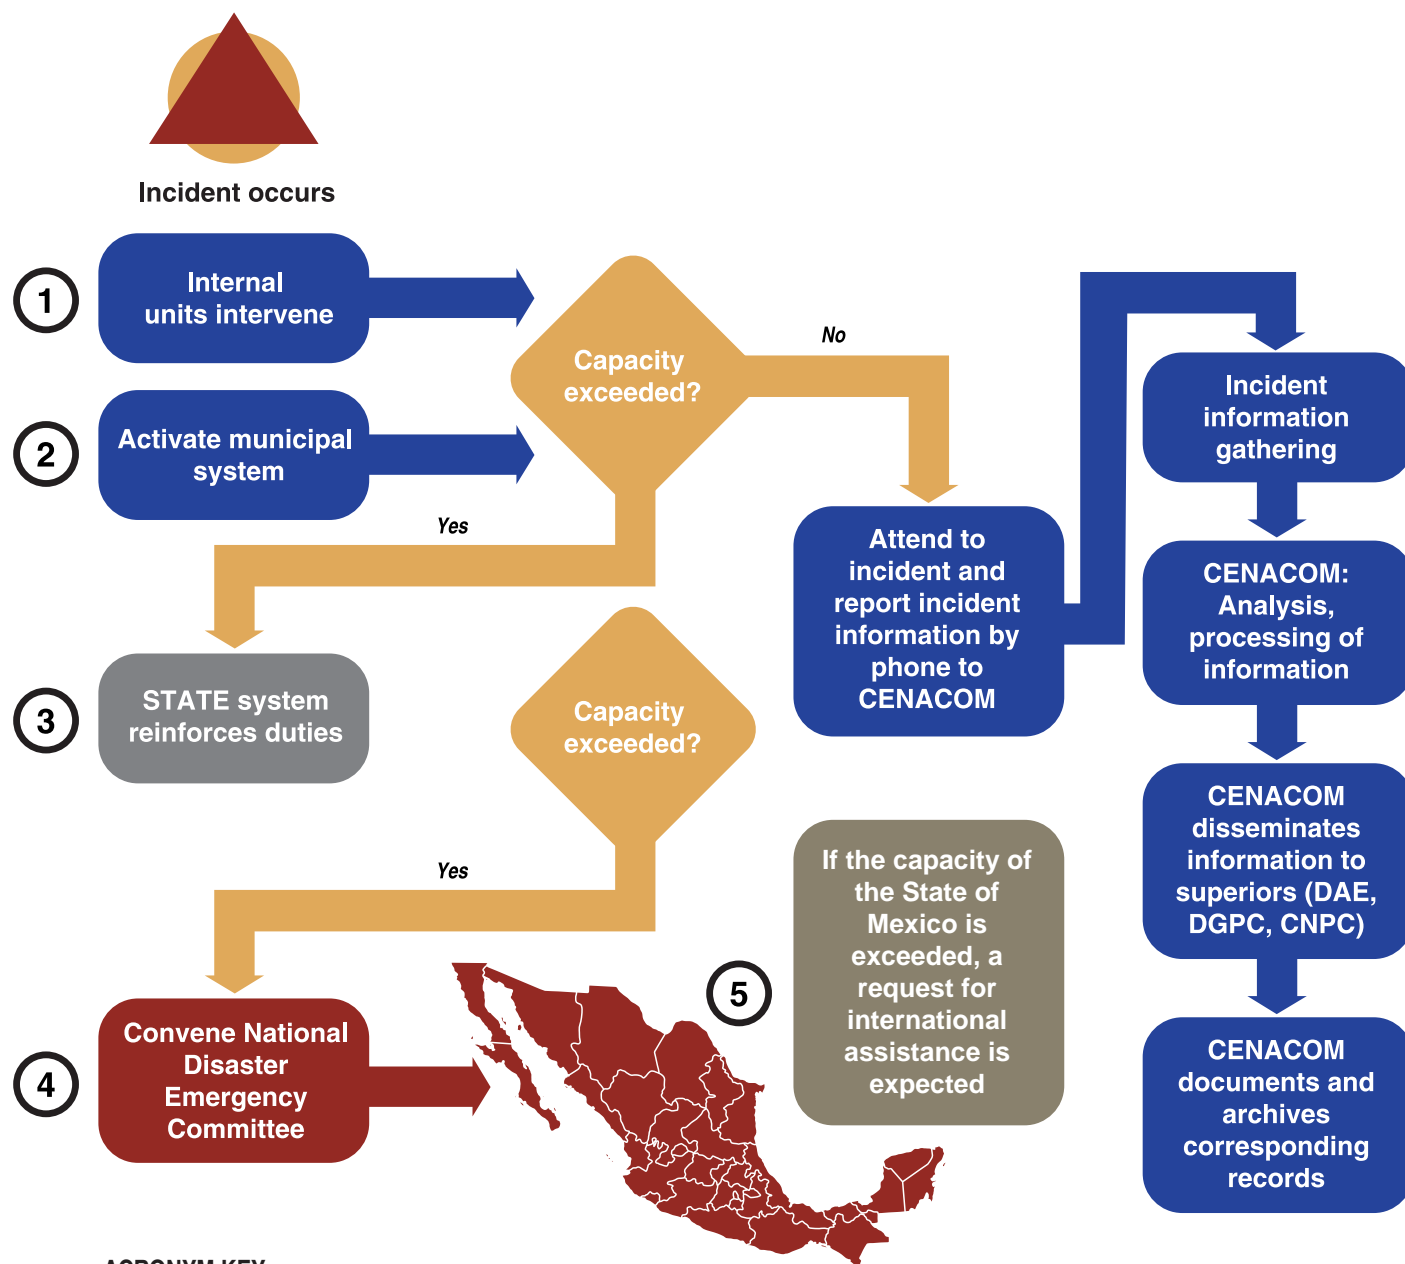 Incident occurs
1
Internal
units intervene
2
Activate municipal
system
Capacity
exceeded?
No
Yes
3
STATE system
reinforces duties
Capacity
exceeded?
Yes
4
Convene National
Disaster
Emergency
Committee
5
If the capacity of
the State of
Mexico is
exceeded, a
request for
international
assistance is
expected
Attend to
incident and
report incident
information by
phone to
CENACOM
Incident
information
gathering
CENACOM:
Analysis,
processing of
information
CENACOM
disseminates
information to
superiors (DAE,
DGPC, CNPC)
CENACOM
documents and
archives
corresponding
records
ACRONYM KEY